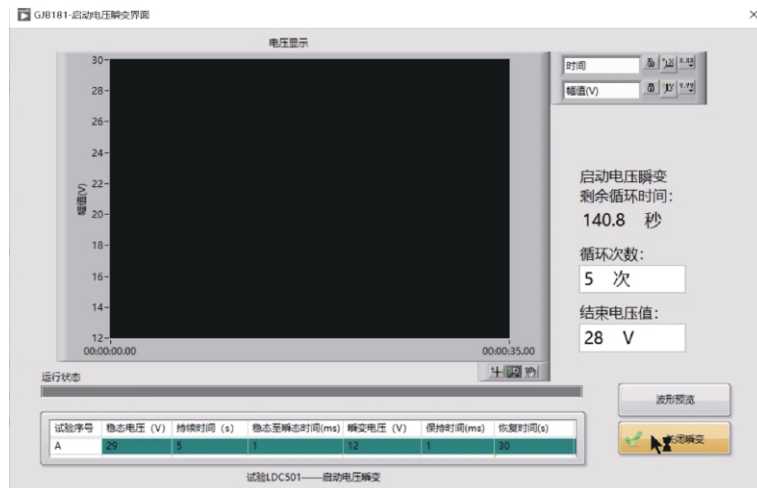 GJB181-启动电压瞬变界面
电压显示
时间
幅值(V)
幅值(V)
30
28
26
24
22
20
18
16
14
12
00:00:00.00
00:00:35.00
启动电压瞬变
剩余循环时间:
140.8 秒
循环次数:
5 次
结束电压值:
28 V
运行状态
波形预览
关闭瞬变
试验序号 稳态电压 (V) 持续时间 (s) 稳态至瞬态时间(ms) 瞬变电压 (V) 保持时间(ms) 恢复时间(s)
A 29 5 1 12 1 30
试验LDC501——启动电压瞬变